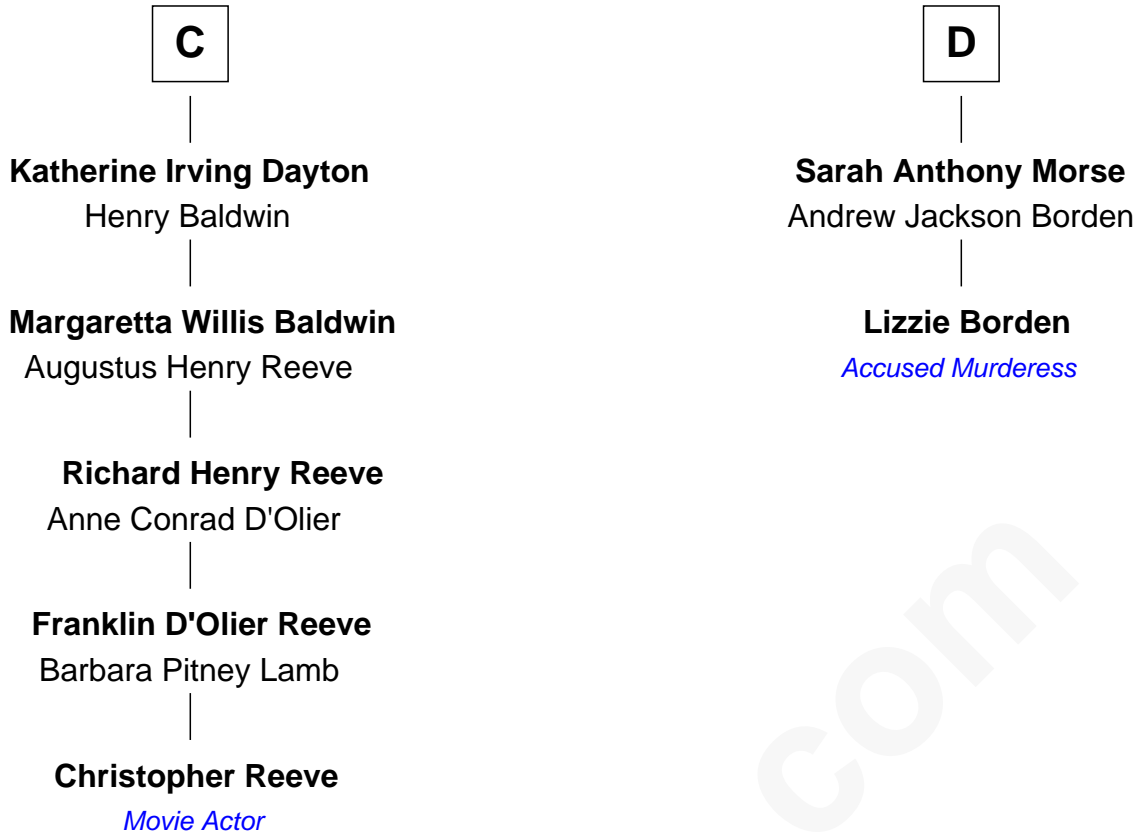 C
Katherine Irving Dayton
Henry Baldwin
Margaretta Willis Baldwin
Augustus Henry Reeve
Richard Henry Reeve
Anne Conrad D'Olier
Franklin D'Olier Reeve
Barbara Pitney Lamb
Christopher Reeve
Movie Actor
D
Sarah Anthony Morse
Andrew Jackson Borden
Lizzie Borden
Accused Murderess
com